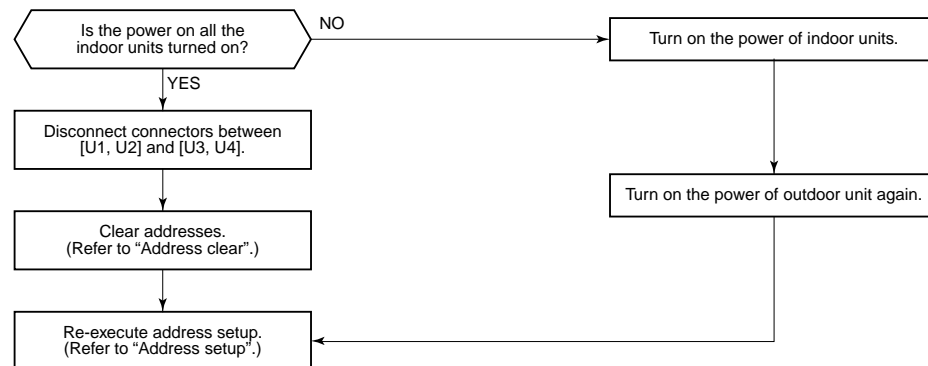 Is the power on all the
indoor units turned on?
NO
Turn on the power of indoor units.
YES
Disconnect connectors between
[U1, U2] and [U3, U4].
Turn on the power of outdoor unit again.
Clear addresses.
(Refer to “Address clear”.)
Re-execute address setup.
(Refer to “Address setup”.)